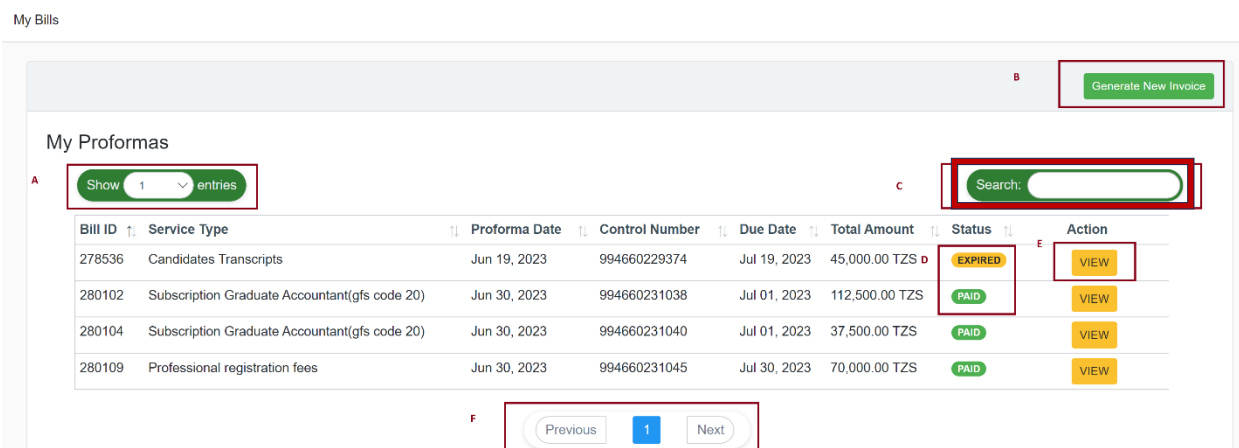 My Bills
B Generate New Invoice
My Proformas
A Show 1 entries C Search:
Bill ID Service Type Proforma Date Control Number Due Date Total Amount Status Action
E
278536 Candidates Transcripts Jun 19, 2023 994660229374 Jul 19, 2023 45,000.00 TZS D EXPIRED VIEW
280102 Subscription Graduate Accountant(gfs code 20) Jun 30, 2023 994660231038 Jul 01, 2023 112,500.00 TZS PAID VIEW
280104 Subscription Graduate Accountant(gfs code 20) Jun 30, 2023 994660231040 Jul 01, 2023 37,500.00 TZS PAID VIEW
280109 Professional registration fees Jun 30, 2023 994660231045 Jul 30, 2023 70,000.00 TZS PAID VIEW
F Previous 1 Next